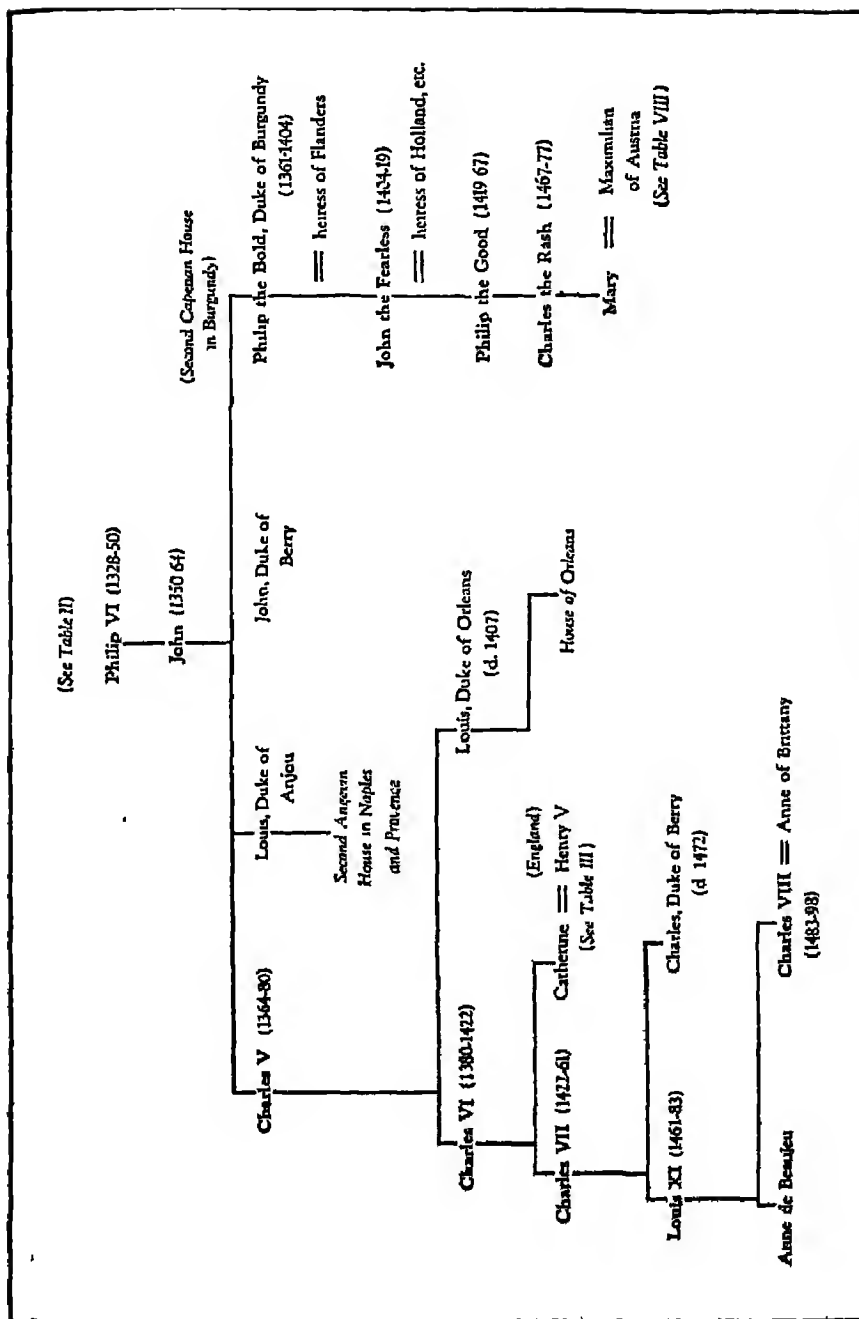 (See Table II)
Philip VI (1328-50)
John (1350 64)
(Second Capetian House
in Burgundy)
Charles V (1364-80)
Louis, Duke of
Anjou
John, Duke of
Berry
Philip the Bold, Duke of Burgundy
(1361-1404)
== heiress of Flanders
Second Angevin
House in Naples
and Provence
John the Fearless (1404-19)
== heiress of Holland, etc.
Charles VI (1380-1422)
Louis, Duke of Orleans
(d. 1407)
Philip the Good (1419 67)
House of Orleans
Charles the Rash (1467-77)
(England)
Charles VII (1422-61)
Catherine == Henry V
(See Table III)
Mary == Maximilian
of Austria
(See Table VIII)
Louis XI (1461-83)
Charles, Duke of Berry
(d 1472)
Anne de Beaujeu
Charles VIII == Anne of Brittany
(1483-98)